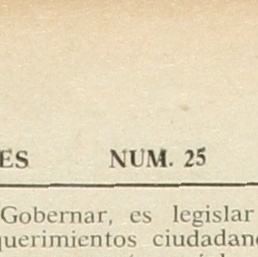 ES NUM. 25
Gobernar, es legislar
querimientos ciudadan